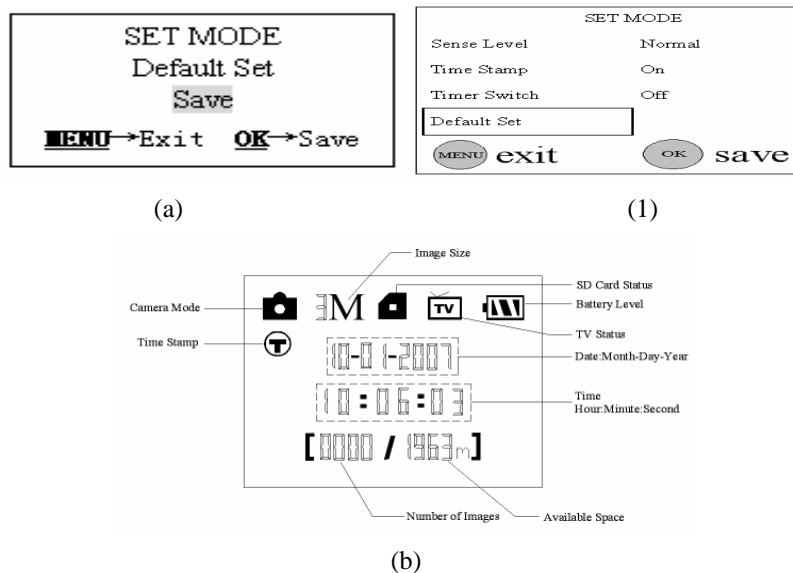 SET MODE
Default Set
Save
MENU→Exit OK→Save
(a)
SET MODE
Sense Level Normal
Time Stamp On
Timer Switch Off
Default Set
MENU exit OK save
(1)
Image Size
SD Card Status
Camera Mode
3M
TV
Battery Level
TV Status
Time Stamp
T
10-01-2007
Date:Month-Day-Year
10:06:03
Time
Hour:Minute:Second
[0000 / 1963m]
Number of Images
Available Space
(b)